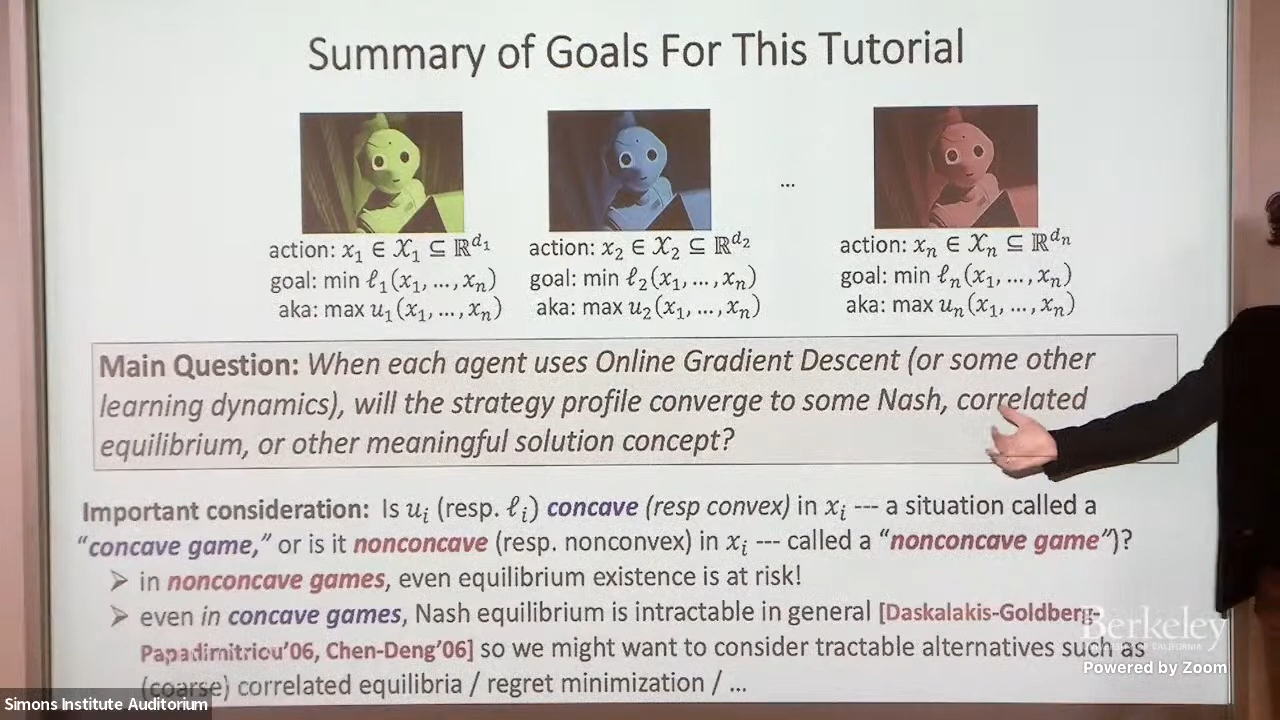 Summary of Goals For This Tutorial
...
action: x₁ ∈ 𝒳₁ ⊆ ℝ^d₁
goal: min ℓ₁(x₁, ..., xₙ)
aka: max u₁(x₁, ..., xₙ)
action: x₂ ∈ 𝒳₂ ⊆ ℝ^d₂
goal: min ℓ₂(x₁, ..., xₙ)
aka: max u₂(x₁, ..., xₙ)
action: xₙ ∈ 𝒳ₙ ⊆ ℝ^dₙ
goal: min ℓₙ(x₁, ..., xₙ)
aka: max uₙ(x₁, ..., xₙ)
Main Question: When each agent uses Online Gradient Descent (or some other
learning dynamics), will the strategy profile converge to some Nash, correlated
equilibrium, or other meaningful solution concept?
Important consideration: Is uᵢ (resp. ℓᵢ) concave (resp convex) in xᵢ --- a situation called a
“concave game,” or is it nonconcave (resp. nonconvex) in xᵢ --- called a “nonconcave game”)?
➢ in nonconcave games, even equilibrium existence is at risk!
➢ even in concave games, Nash equilibrium is intractable in general [Daskalakis-Goldberg-
Papadimitriou’06, Chen-Deng’06] so we might want to consider tractable alternatives such as
(coarse) correlated equilibria / regret minimization / ...
Berkeley
Powered by Zoom
Simons Institute Auditorium